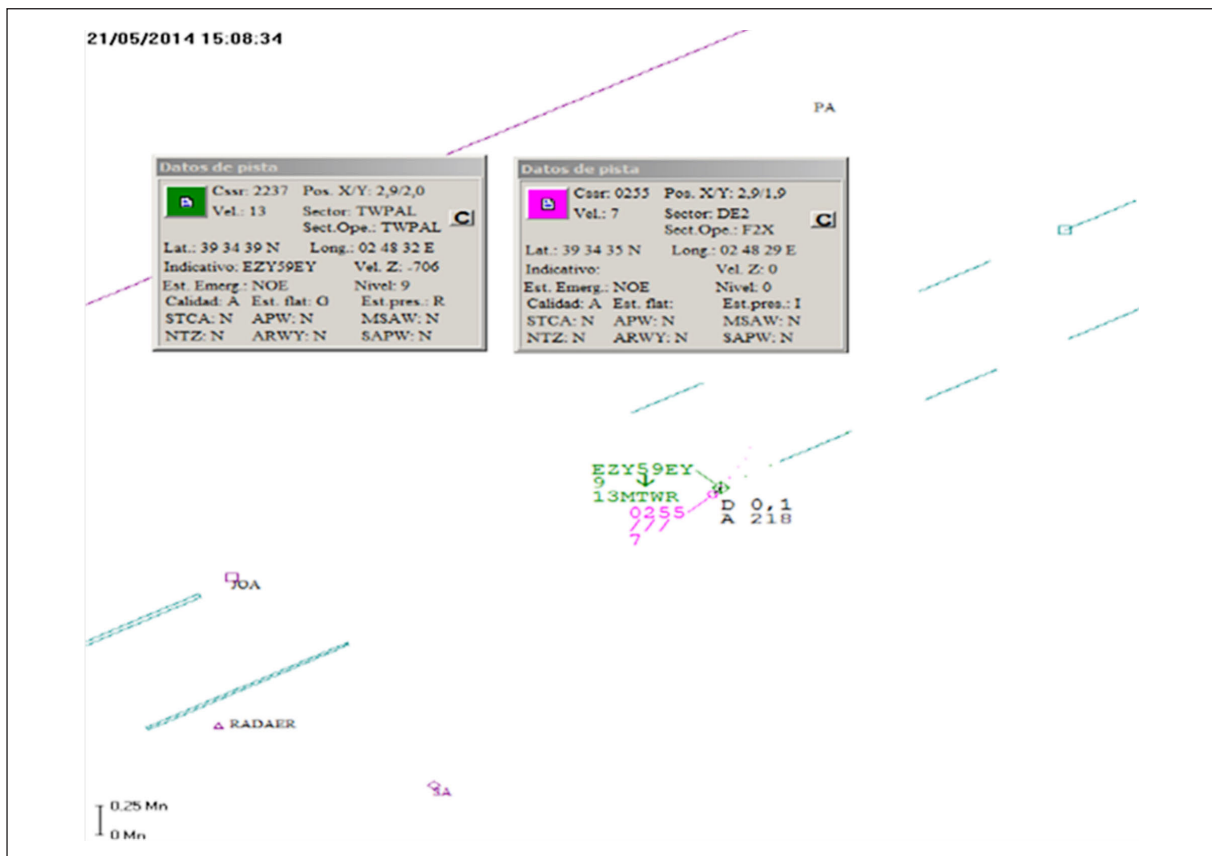 21/05/2014 15:08:34
PA
Datos de pista
Cssr: 2237 Pos. X/Y: 2,9/2,0
Vel.: 13 Sector: TWPAL
Sect.Ope.: TWPAL
C
Lat.: 39 34 39 N Long.: 02 48 32 E
Indicativo: EZY59EY Vel. Z: -706
Est. Emerg.: NOE Nivel: 9
Calidad: A Est. flat: O Est.pres.: R
STCA: N APW: N MSAW: N
NTZ: N ARWY: N SAPW: N
Datos de pista
Cssr: 0255 Pos. X/Y: 2,9/1,9
Vel.: 7 Sector: DE2
Sect.Ope.: F2X
C
Lat.: 39 34 35 N Long.: 02 48 29 E
Indicativo: Vel. Z: 0
Est. Emerg.: NOE Nivel: 0
Calidad: A Est. flat: Est.pres.: I
STCA: N APW: N MSAW: N
NTZ: N ARWY: N SAPW: N
EZY59EY
9 ↓
13MTWR
0255
///
7
D 0,1
A 218
JOA
RADAER
SA
0.25 Mn
0 Mn